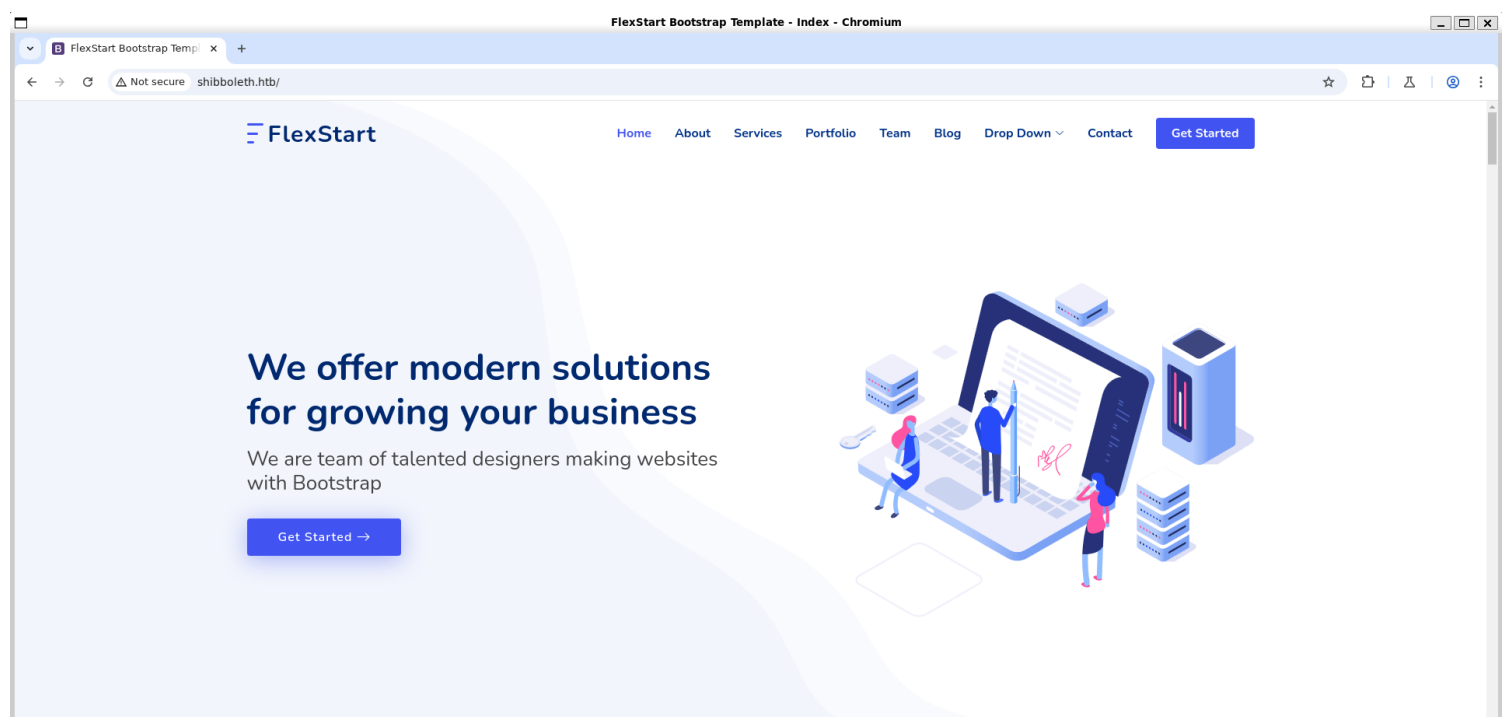 FlexStart Bootstrap Template - Index - Chromium
FlexStart Bootstrap Templ
Not secure shibboleth.htb/
FlexStart
Home About Services Portfolio Team Blog Drop Down Contact Get Started
We offer modern solutions
for growing your business
We are team of talented designers making websites
with Bootstrap
Get Started →